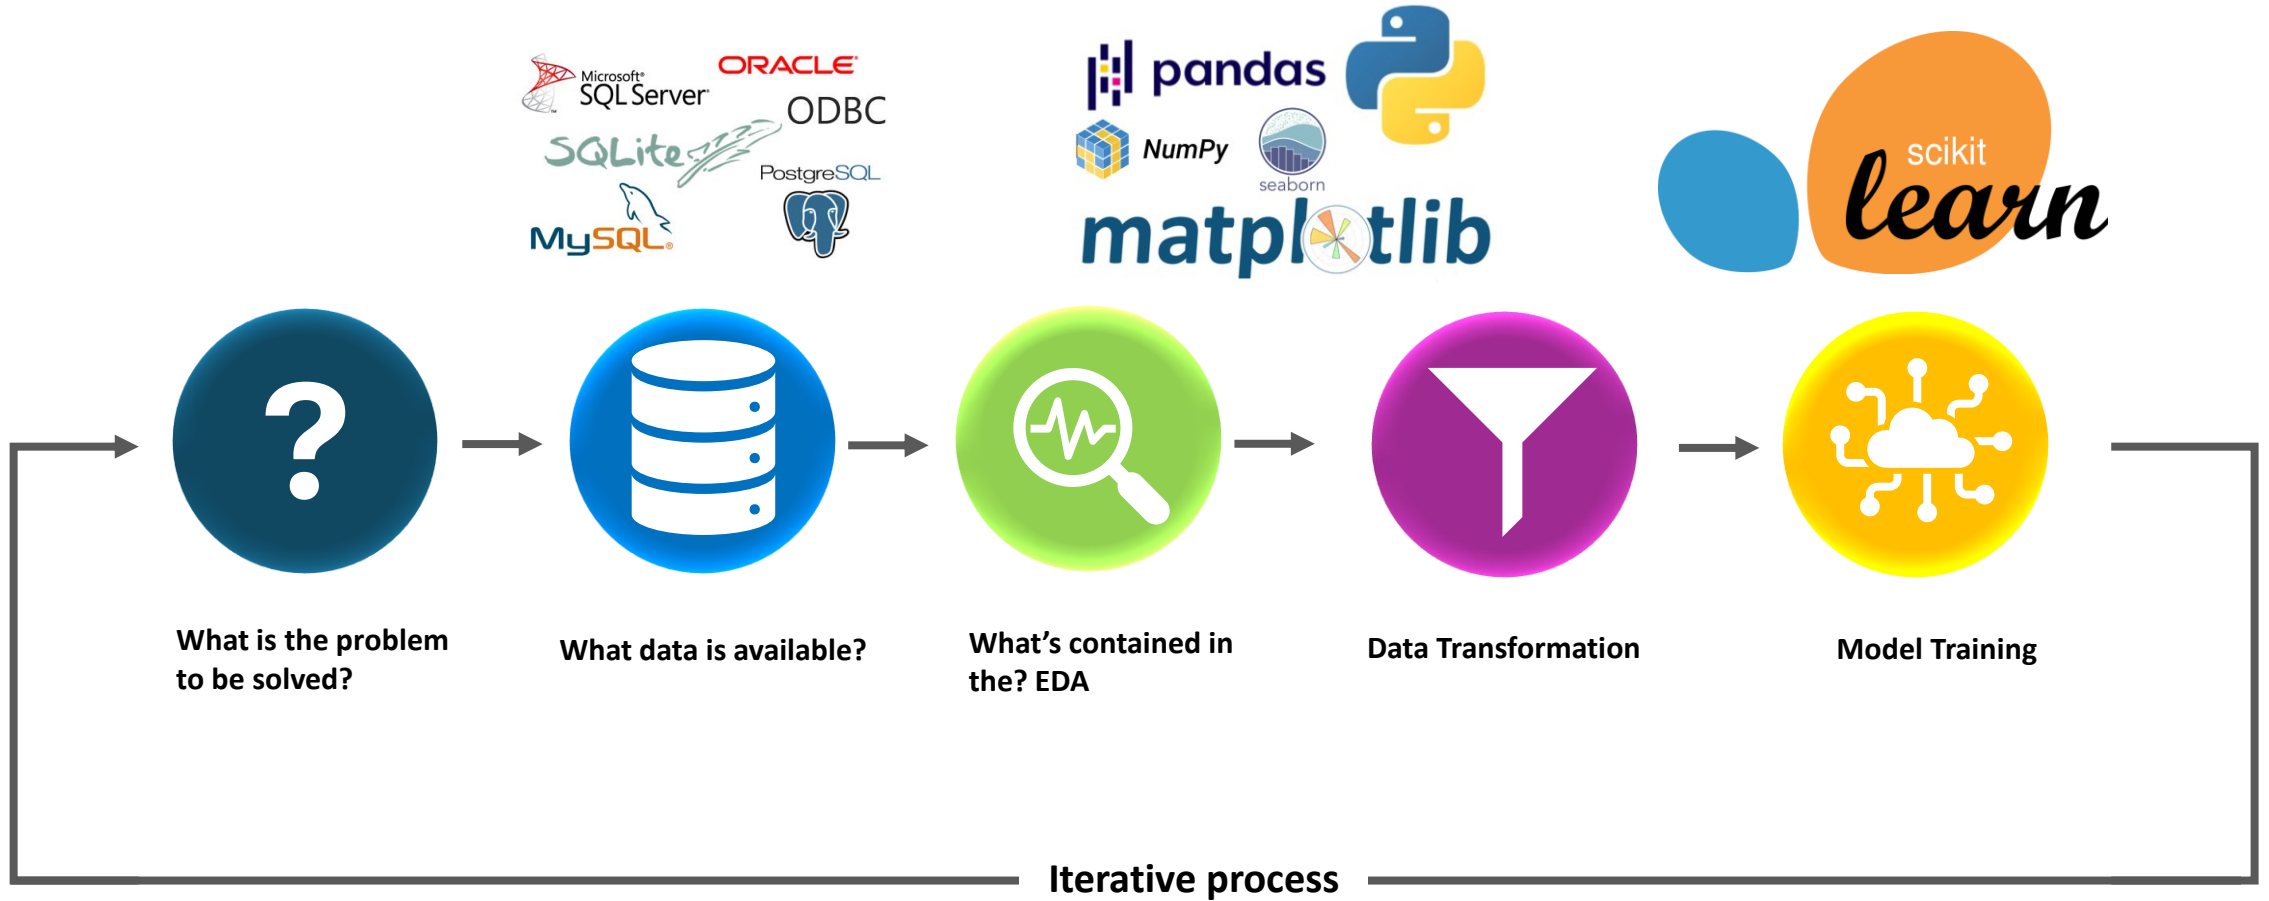 Microsoft®
SQL Server
ORACLE
ODBC
SQLite
PostgreSQL
MySQL®
pandas
NumPy
seaborn
matplotlib
scikit
learn
?
What is the problem
to be solved?
What data is available?
What's contained in
the? EDA
Data Transformation
Model Training
Iterative process